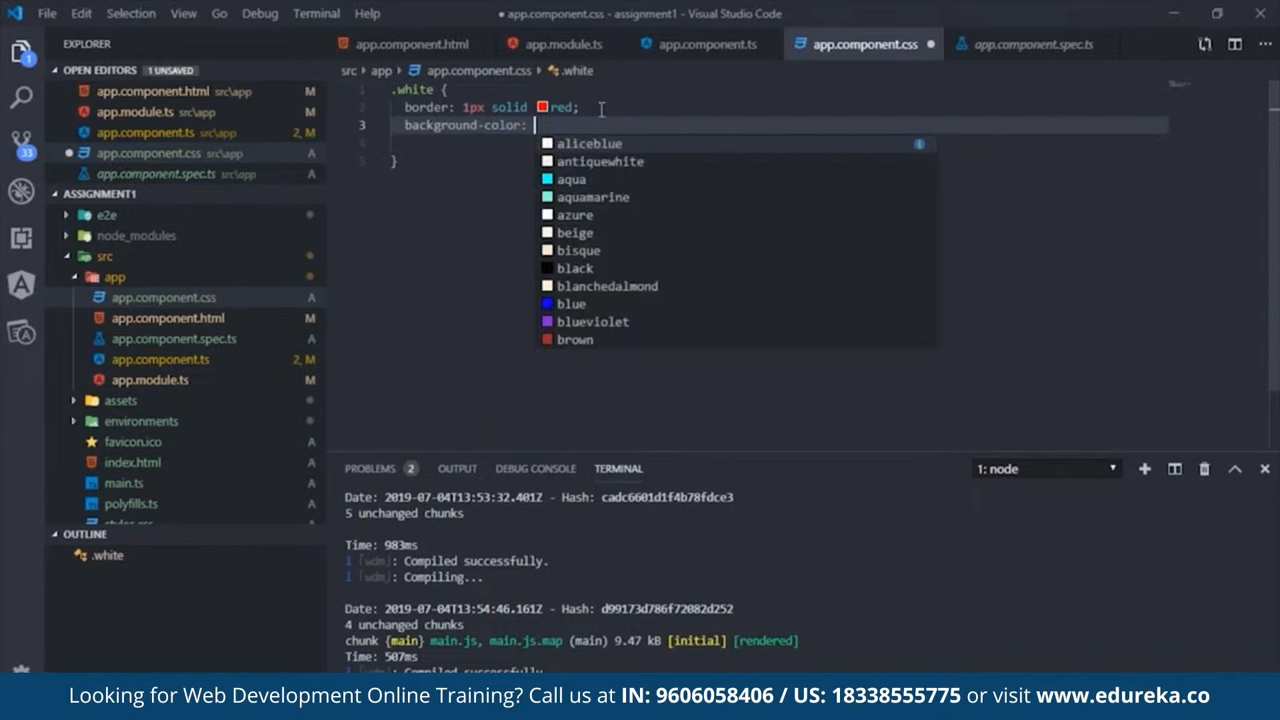 File Edit Selection View Go Debug Terminal Help
● app.component.css - assignment1 - Visual Studio Code
EXPLORER
app.component.html
app.module.ts
app.component.ts
app.component.css
app.component.spec.ts
OPEN EDITORS 1 UNSAVED
app.component.html src\app M
app.module.ts src\app M
app.component.ts src\app 2, M
app.component.css src\app A
app.component.spec.ts src\app A
ASSIGNMENT1
e2e
node_modules
src
app
app.component.css A
app.component.html M
app.component.spec.ts A
app.component.ts 2, M
app.module.ts M
assets
environments
favicon.ico A
index.html A
main.ts A
polyfills.ts A
OUTLINE
.white
1
33
src › app › app.component.css › .white
1 .white {
2 border: 1px solid red;
3 background-color:
4
5 }
aliceblue
antiquewhite
aqua
aquamarine
azure
beige
bisque
black
blanchedalmond
blue
blueviolet
brown
PROBLEMS 2 OUTPUT DEBUG CONSOLE TERMINAL
1: node
Date: 2019-07-04T13:53:32.401Z - Hash: cadc6601d1f4b78fdce3
5 unchanged chunks
Time: 983ms
i [wdm]: Compiled successfully.
i [wdm]: Compiling...
Date: 2019-07-04T13:54:46.161Z - Hash: d99173d786f72082d252
4 unchanged chunks
chunk {main} main.js, main.js.map (main) 9.47 kB [initial] [rendered]
Time: 507ms
Looking for Web Development Online Training? Call us at IN: 9606058406 / US: 18338555775 or visit www.edureka.co